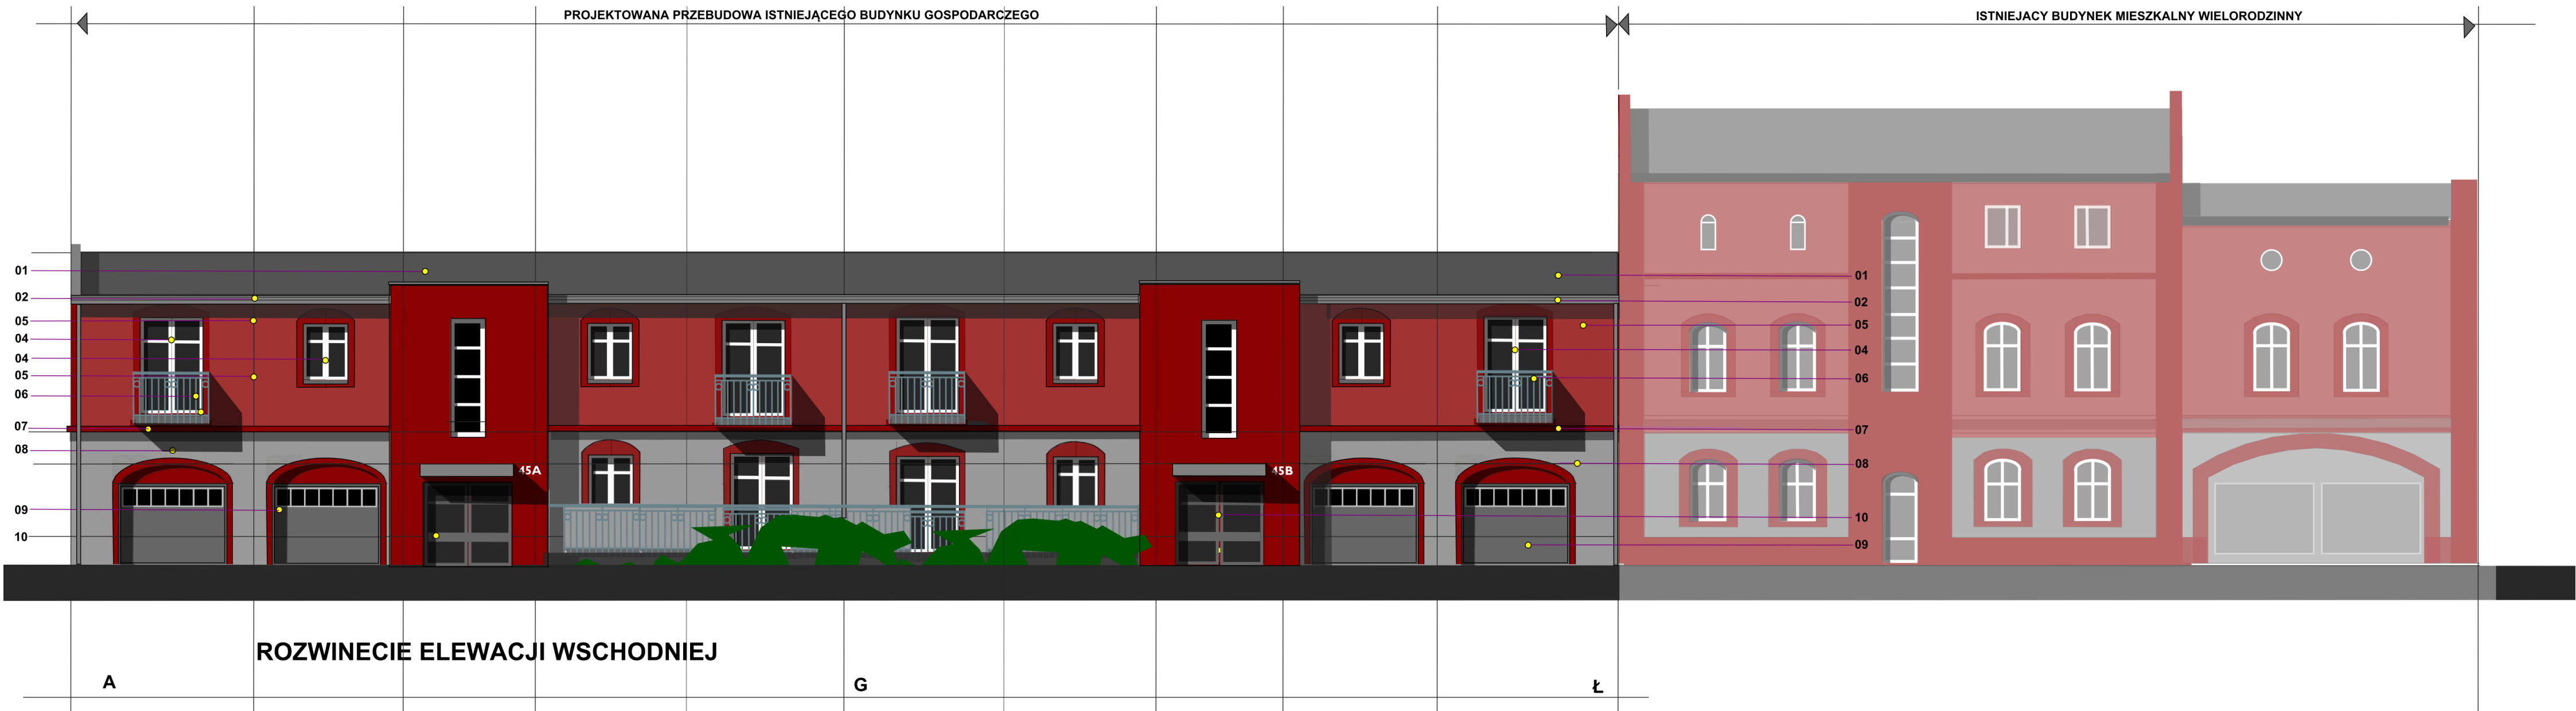 PROJEKTOWANA PRZEBUDOWA ISTNIEJĄCEGO BUDYNKU GOSPODARCZEGO
ISTNIEJACY BUDYNEK MIESZKALNY WIELORODZINNY
01
02
05
04
04
05
06
07
08
09
10
45A
45B
01
02
05
04
06
07
08
10
09
ROZWINECIE ELEWACJI WSCHODNIEJ
A
G
Ł